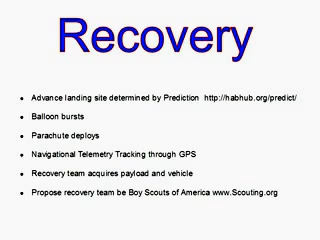 Recovery
Advance landing site determined by Prediction http://habhub.org/predict/
Balloon bursts
Parachute deploys
Navigational Telemetry Tracking through GPS
Recovery team acquires payload and vehicle
Propose recovery team be Boy Scouts of America www.Scouting.org